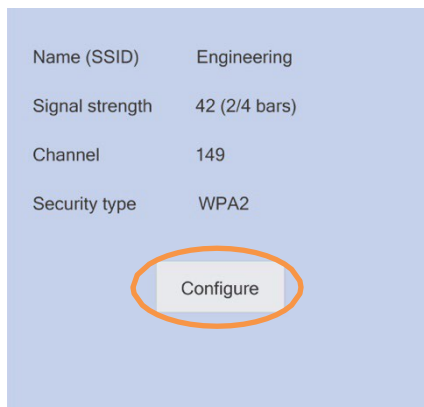 Name (SSID) Engineering
Signal strength 42 (2/4 bars)
Channel 149
Security type WPA2
Configure